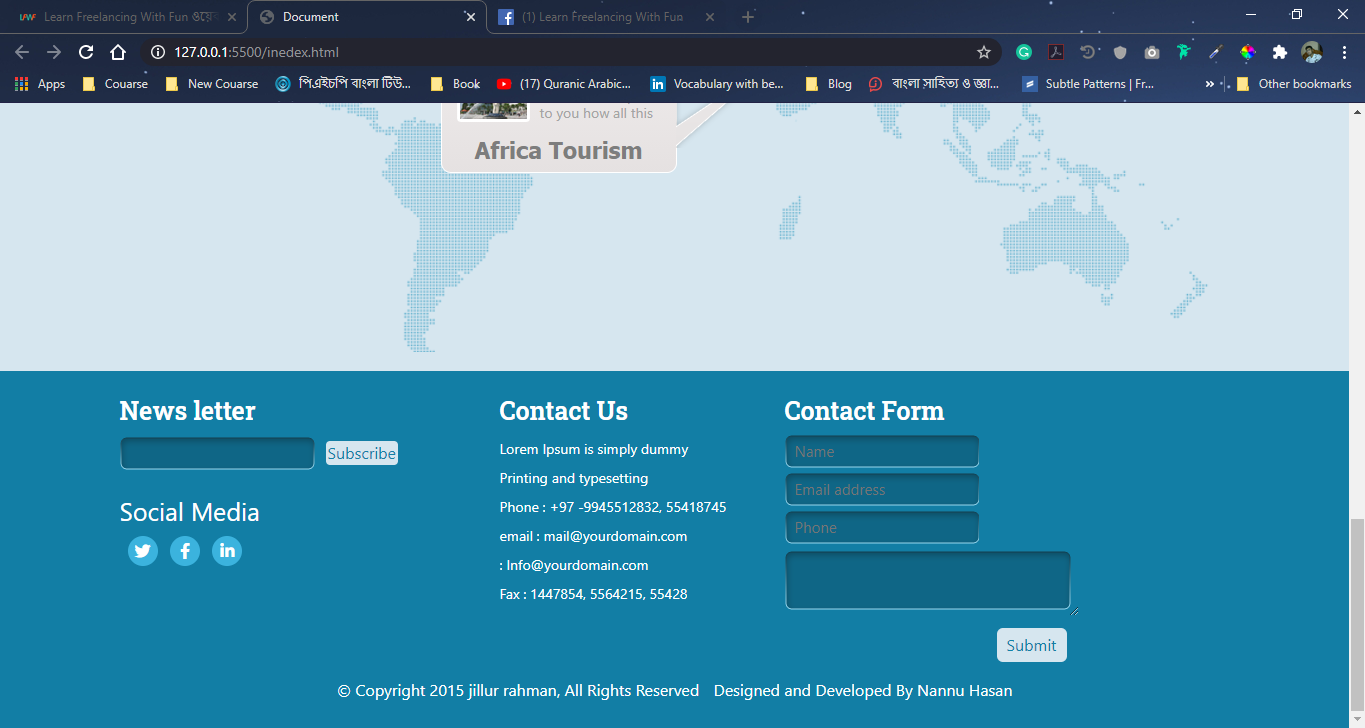 Learn Freelancing With Fun ওয়েব
Document
(1) Learn Freelancing With Fun
127.0.0.1:5500/inedex.html
Apps
Couarse
New Couarse
পিএইচপি বাংলা টিউ...
Book
(17) Quranic Arabic...
Vocabulary with be...
Blog
বাংলা সাহিত্য ও জ্ঞা...
Subtle Patterns | Fr...
»
Other bookmarks
to you how all this
Africa Tourism
News letter
Subscribe
Social Media
Contact Us
Lorem Ipsum is simply dummy
Printing and typesetting
Phone : +97 -9945512832, 55418745
email : mail@yourdomain.com
: Info@yourdomain.com
Fax : 1447854, 5564215, 55428
Contact Form
Name
Email address
Phone
Submit
© Copyright 2015 jillur rahman, All Rights Reserved Designed and Developed By Nannu Hasan